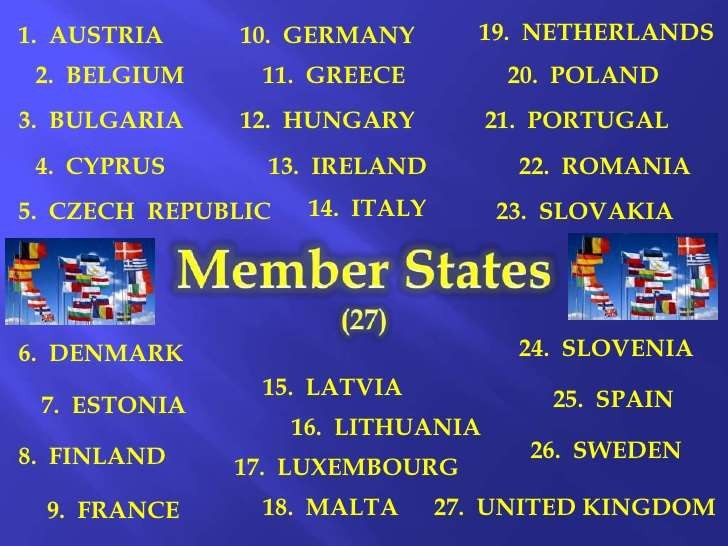 1. AUSTRIA
2. BELGIUM
3. BULGARIA
4. CYPRUS
5. CZECH REPUBLIC
10. GERMANY
11. GREECE
12. HUNGARY
13. IRELAND
14. ITALY
19. NETHERLANDS
20. POLAND
21. PORTUGAL
22. ROMANIA
23. SLOVAKIA
Member States
(27)
6. DENMARK
7. ESTONIA
8. FINLAND
9. FRANCE
15. LATVIA
16. LITHUANIA
17. LUXEMBOURG
18. MALTA
24. SLOVENIA
25. SPAIN
26. SWEDEN
27. UNITED KINGDOM